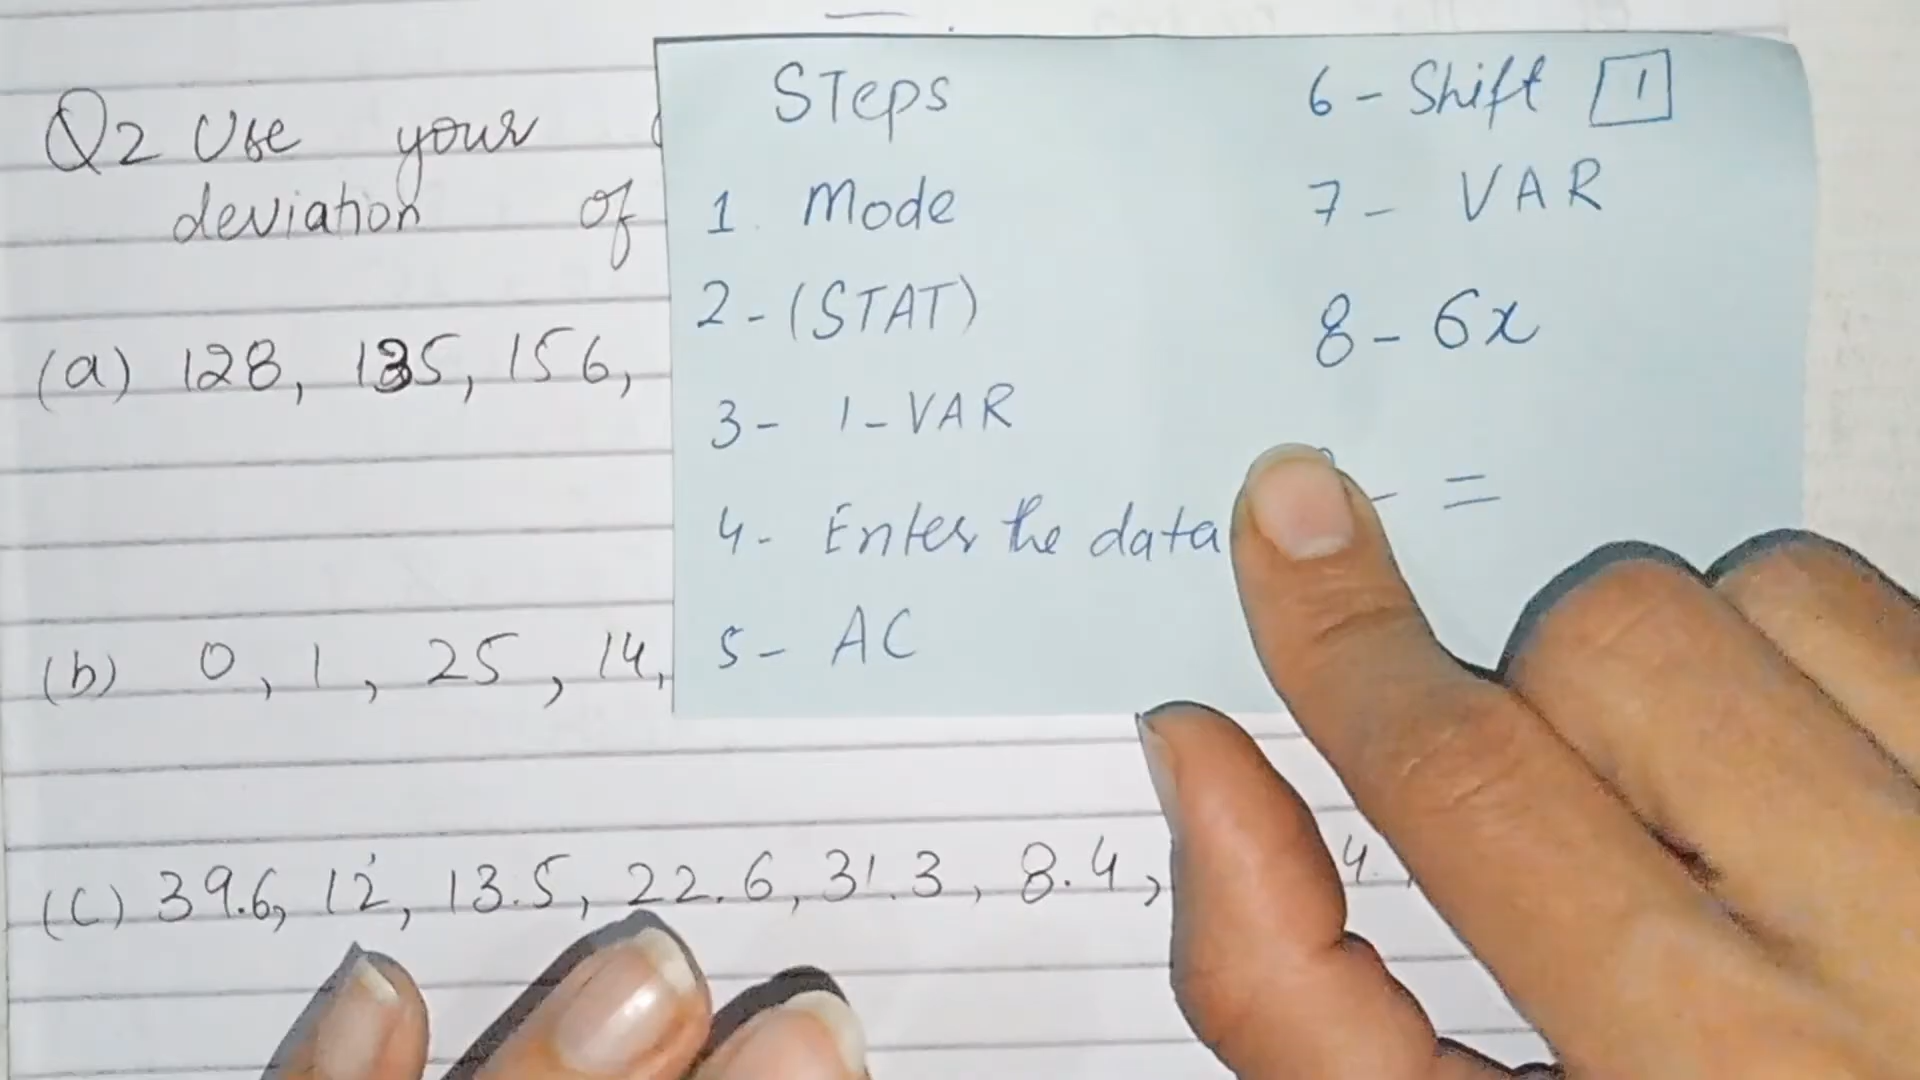 Q2 Use your
deviation of
(a) 128, 135, 156,
(b) 0, 1, 25, 14,
(C) 39.6, 12, 13.5, 22.6, 31.3, 8.4, 4.
STeps
1. Mode
2-(STAT)
3- 1-VAR
4- Enter the data
5- AC
6- Shift 1
7- VAR
8- 6x
- =